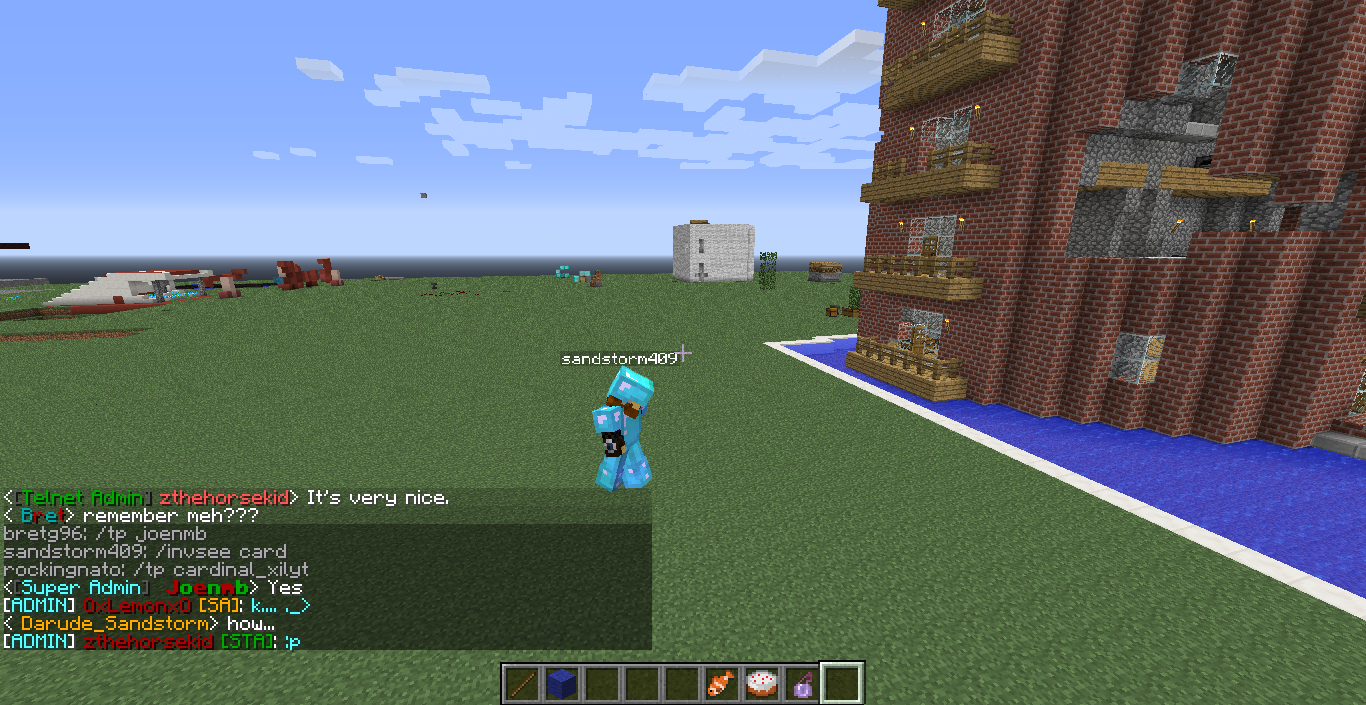 sandstorm409
<[Telnet Admin] zthehorsekid> It's very nice.
< Bret> remember meh???
bretg96: /tp joenmb
sandstorm409: /invsee card
rockingnato: /tp cardinal_xilyt
<[Super Admin] Joenmb> Yes
[ADMIN] 0xLemonx0 [SA]: k.... ._>
< Darude_Sandstorm> how...
[ADMIN] zthehorsekid [STA]: :p